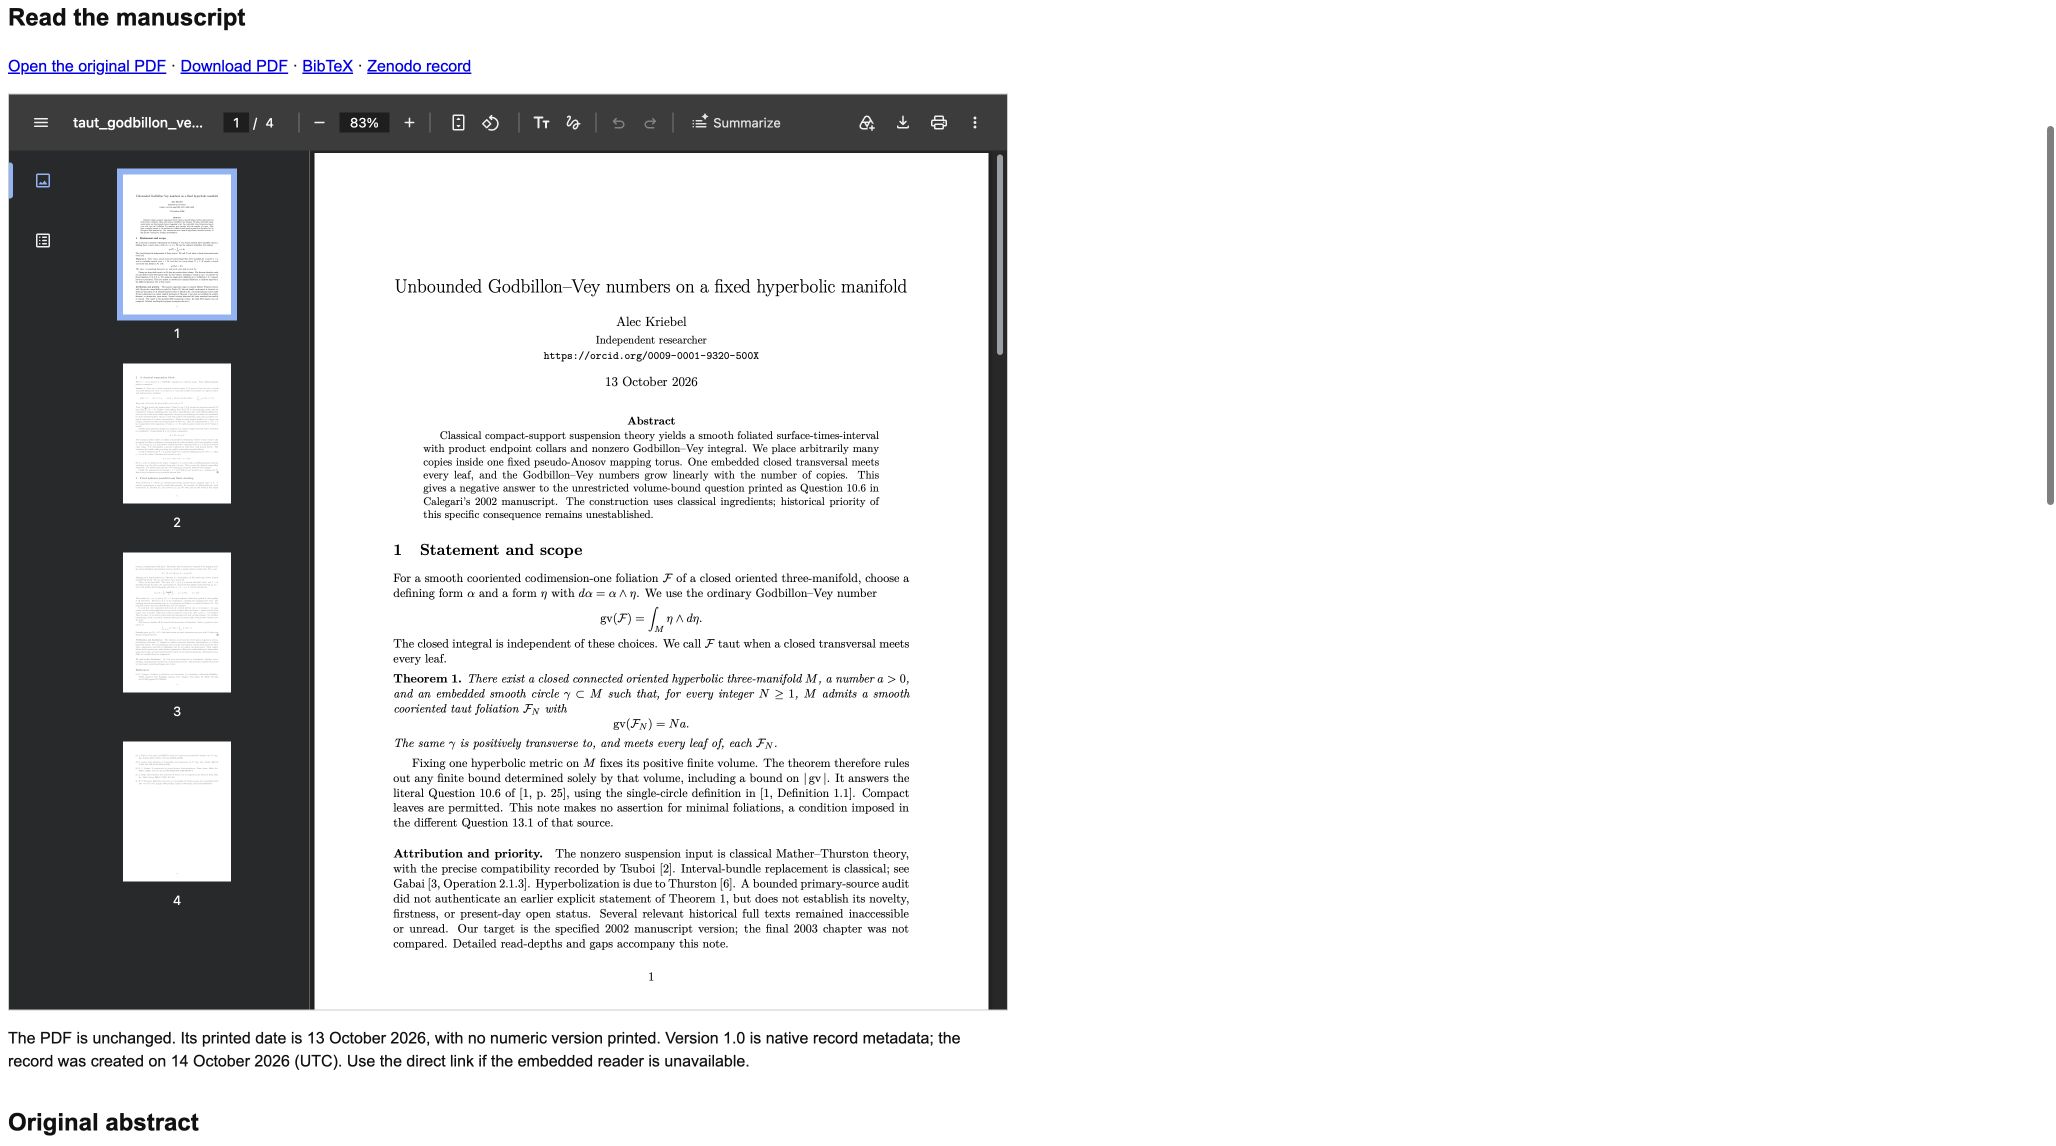 Read the manuscript
Open the original PDF · Download PDF · BibTeX · Zenodo record
taut_godbillon_ve... 1 / 4 − 83% + Summarize
1
2
3
4
Unbounded Godbillon–Vey numbers on a fixed hyperbolic manifold
Alec Kriebel
Independent researcher
https://orcid.org/0009-0001-9320-500X
13 October 2026
Abstract
Classical compact-support suspension theory yields a smooth foliated surface-times-interval
with product endpoint collars and nonzero Godbillon–Vey integral. We place arbitrarily many
copies inside one fixed pseudo-Anosov mapping torus. One embedded closed transversal meets
every leaf, and the Godbillon–Vey numbers grow linearly with the number of copies. This
gives a negative answer to the unrestricted volume-bound question printed as Question 10.6 in
Calegari's 2002 manuscript. The construction uses classical ingredients; historical priority of
this specific consequence remains unestablished.
1 Statement and scope
For a smooth cooriented codimension-one foliation ℱ of a closed oriented three-manifold, choose a
defining form α and a form η with dα = α ∧ η. We use the ordinary Godbillon–Vey number
gv(ℱ) = ∫_M η ∧ dη.
The closed integral is independent of these choices. We call ℱ taut when a closed transversal meets
every leaf.
Theorem 1. There exist a closed connected oriented hyperbolic three-manifold M, a number a > 0,
and an embedded smooth circle γ ⊂ M such that, for every integer N ≥ 1, M admits a smooth
cooriented taut foliation ℱ_N with
gv(ℱ_N) = Na.
The same γ is positively transverse to, and meets every leaf of, each ℱ_N.
Fixing one hyperbolic metric on M fixes its positive finite volume. The theorem therefore rules
out any finite bound determined solely by that volume, including a bound on |gv|. It answers the
literal Question 10.6 of [1, p. 25], using the single-circle definition in [1, Definition 1.1]. Compact
leaves are permitted. This note makes no assertion for minimal foliations, a condition imposed in
the different Question 13.1 of that source.
Attribution and priority. The nonzero suspension input is classical Mather–Thurston theory,
with the precise compatibility recorded by Tsuboi [2]. Interval-bundle replacement is classical; see
Gabai [3, Operation 2.1.3]. Hyperbolization is due to Thurston [6]. A bounded primary-source audit
did not authenticate an earlier explicit statement of Theorem 1, but does not establish its novelty,
firstness, or present-day open status. Several relevant historical full texts remained inaccessible
or unread. Our target is the specified 2002 manuscript version; the final 2003 chapter was not
compared. Detailed read-depths and gaps accompany this note.
1
The PDF is unchanged. Its printed date is 13 October 2026, with no numeric version printed. Version 1.0 is native record metadata; the
record was created on 14 October 2026 (UTC). Use the direct link if the embedded reader is unavailable.
Original abstract